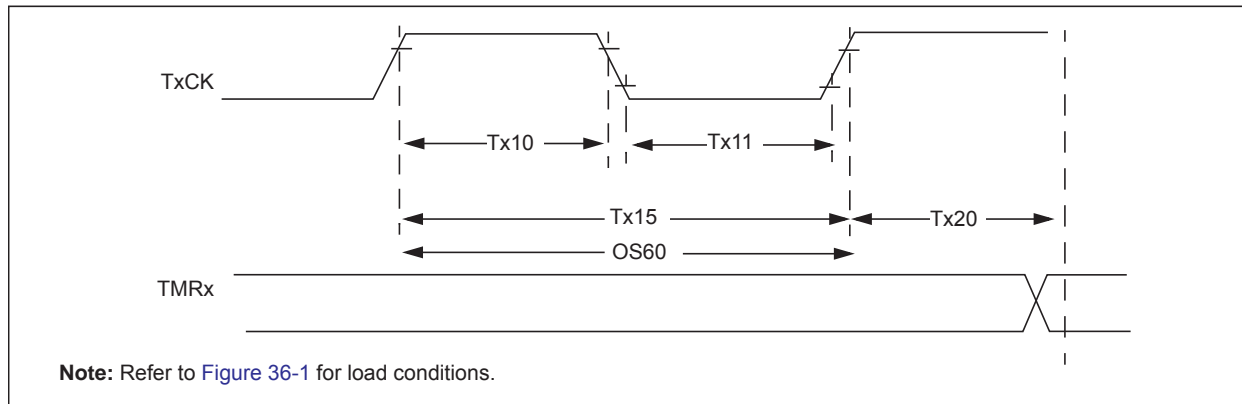 TxCK
Tx10
Tx11
Tx15
Tx20
OS60
TMRx
Note: Refer to Figure 36-1 for load conditions.